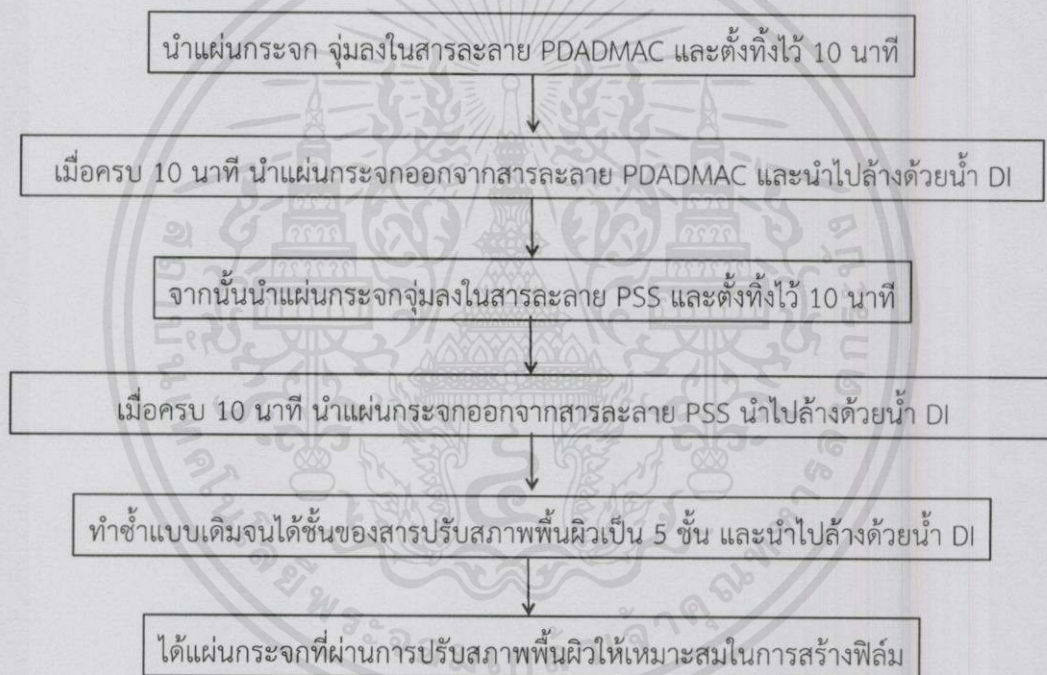 นำแผ่นกระจก จุ่มลงในสารละลาย PDADMAC และตั้งทิ้งไว้ 10 นาที
เมื่อครบ 10 นาที นำแผ่นกระจกออกจากสารละลาย PDADMAC และนำไปล้างด้วยน้ำ DI
จากนั้นนำแผ่นกระจกจุ่มลงในสารละลาย PSS และตั้งทิ้งไว้ 10 นาที
เมื่อครบ 10 นาที นำแผ่นกระจกออกจากสารละลาย PSS นำไปล้างด้วยน้ำ DI
ทำซ้ำแบบเดิมจนได้ชั้นของสารปรับสภาพพื้นผิวเป็น 5 ชั้น และนำไปล้างด้วยน้ำ DI
ได้แผ่นกระจกที่ผ่านการปรับสภาพพื้นผิวให้เหมาะสมในการสร้างฟิล์ม